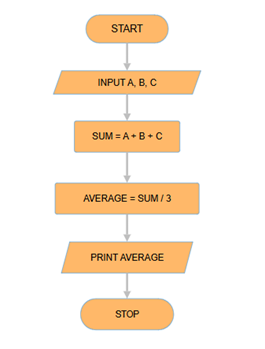 START
INPUT A, B, C
SUM = A + B + C
AVERAGE = SUM / 3
PRINT AVERAGE
STOP